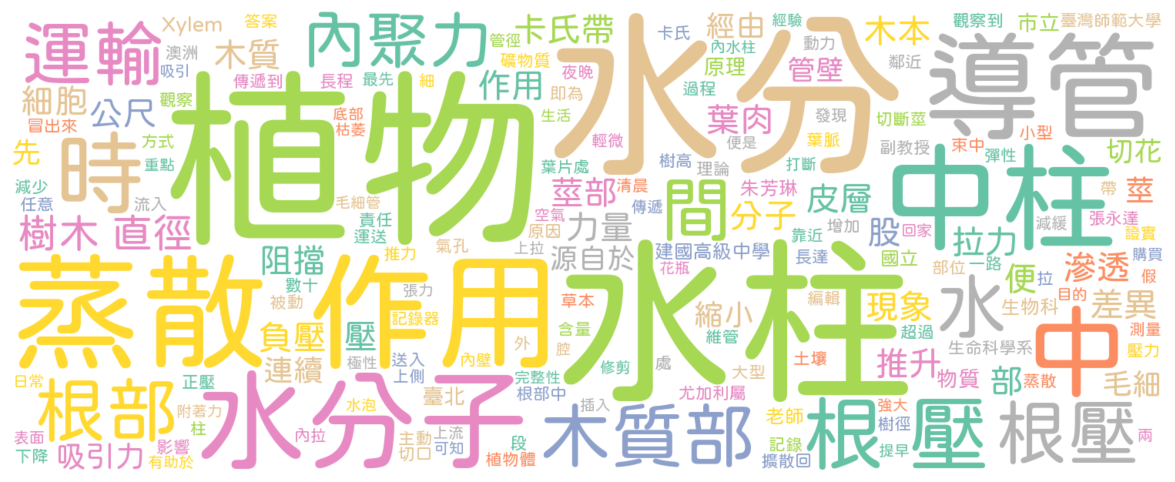 Xylem
答案
運輸
澳洲
木質
吸引
內聚力
管徑
卡氏帶
卡氏
經由
經驗
木本
觀察到
市立
臺灣師範大學
礦物質
動力
原理
內水柱
管壁
鄰近
傳遞到
長程
最先
細
作用
夜晚
即為
過程
細胞
觀察
公尺
冒出來
底部
枯萎
生活
輕微
葉肉
發現
切斷莖
小型
導管
水分
植物
時
先
方式
重點
葉片處
樹高
便是
理論
葉脈
打斷
副教授
束中
彈性
切花
減少
任意
流入
毛細管
莖部
清晨
朱芳琳
皮層
帶
莖
中柱
間
樹木
直徑
責任
運送
空氣
原因
傳遞
力量
分子
增加
股
回家
張永達
減緩
證實
氣孔
推力
上拉
源自於
建國高級中學
靠近
拉力
一路
阻擋
數十
花瓶
長達
國立
部位
便
拉
滲透
購買
假
蒸散作用
水柱
被動
張力
記錄器
草本
縮小
編輯
現象
水
生物科
目的
差異
測量
負壓
壓
含量
維管
超過
生命科學系
中
壓力
連續
極性
送入
上側
內壁
外
腔
修剪
處
大型
土壤
推升
物質
部
蒸散
毛細
日常
正壓
根部
附著力
柱
水泡
水分子
臺北
完整性
根部中
插入
尤加利屬
木質部
老師
記錄
強大
樹徑
根壓
根壓
兩
表面
下降
吸引力
影響
有助於
內拉
主動
切口
上流
可知
段
植物體
擴散回
提早